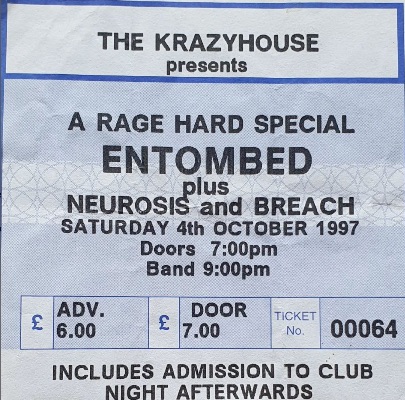 THE KRAZYHOUSE
presents
A RAGE HARD SPECIAL
ENTOMBED
plus
NEUROSIS and BREACH
SATURDAY 4th OCTOBER 1997
Doors 7:00pm
Band 9:00pm
£ ADV. 6.00 £ DOOR 7.00 TICKET No. 00064
INCLUDES ADMISSION TO CLUB
NIGHT AFTERWARDS